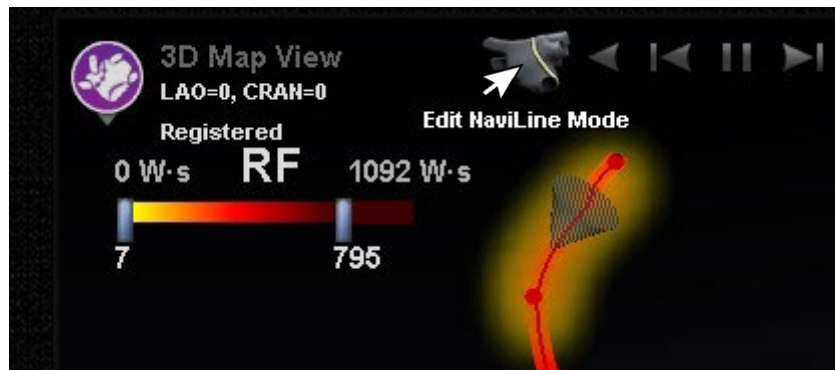 3D Map View
LAO=0, CRAN=0
Registered
Edit NaviLine Mode
0 W·s RF 1092 W·s
7 795